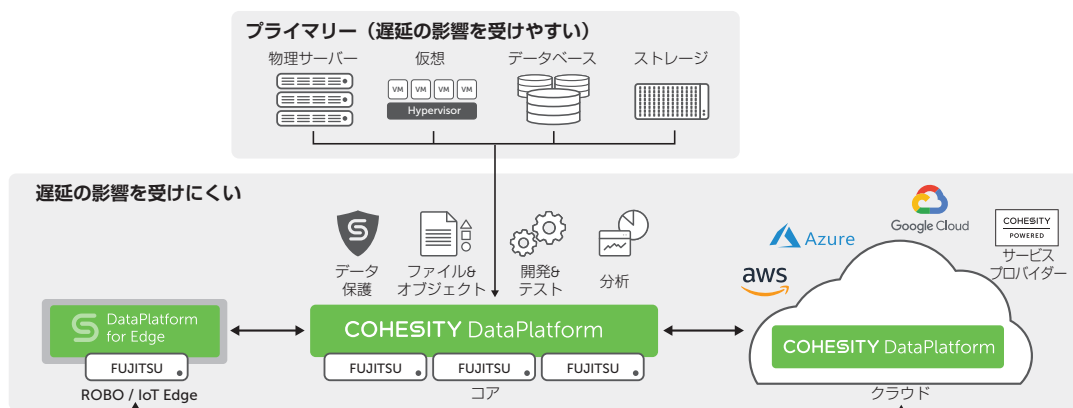 プライマリー（遅延の影響を受けやすい）
物理サーバー
仮想
データベース
ストレージ
VM VM VM VM
Hypervisor
遅延の影響を受けにくい
データ
保護
ファイル&
オブジェクト
開発&
テスト
分析
aws
Azure
Google Cloud
COHESITY
POWERED
サービス
プロバイダー
DataPlatform
for Edge
FUJITSU
ROBO / IoT Edge
COHESITY DataPlatform
FUJITSU FUJITSU FUJITSU
コア
COHESITY DataPlatform
クラウド